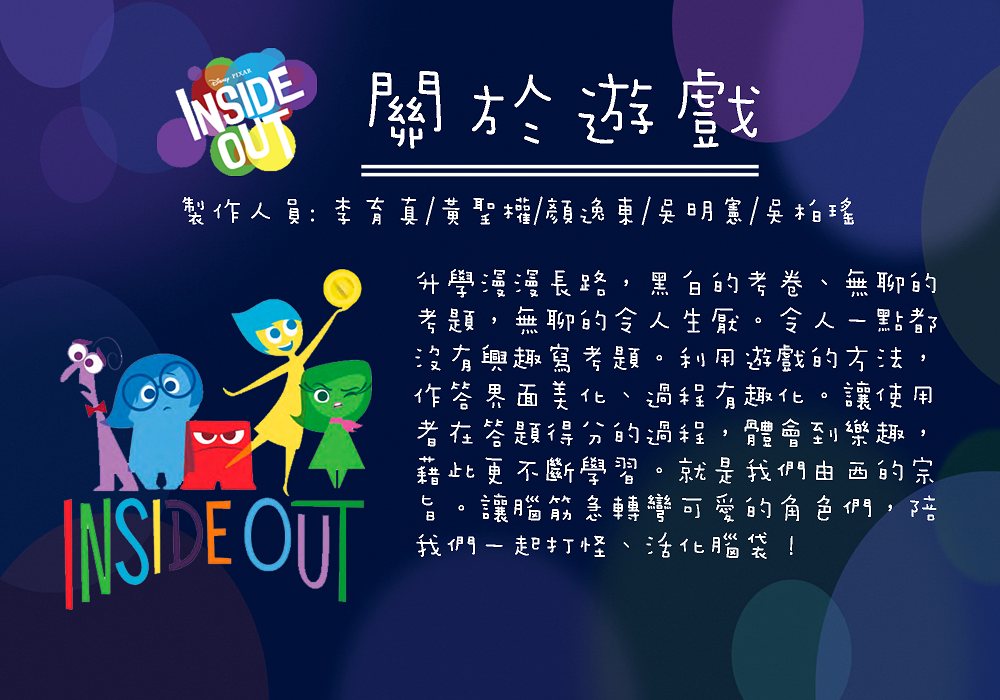 Disney PIXAR
INSIDE
OUT
關於遊戲
製作人員: 李育真/黃聖權/顏逸東/吳明憲/吳柏瑤
升學漫漫長路，黑白的考卷、無聊的
考題，無聊的令人生厭。令人一點都
沒有興趣寫考題。利用遊戲的方法，
作答界面美化、過程有趣化。讓使用
者在答題得分的過程，體會到樂趣，
藉此更不斷學習。就是我們由西的宗
旨。讓腦筋急轉彎可愛的角色們，陪
我們一起打怪、活化腦袋！
INSIDE OUT